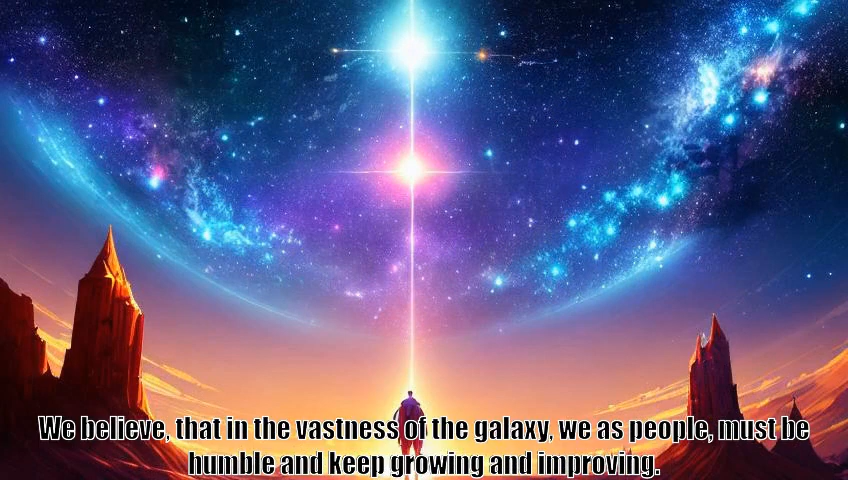 We believe, that in the vastness of the galaxy, we as people, must be
humble and keep growing and improving.